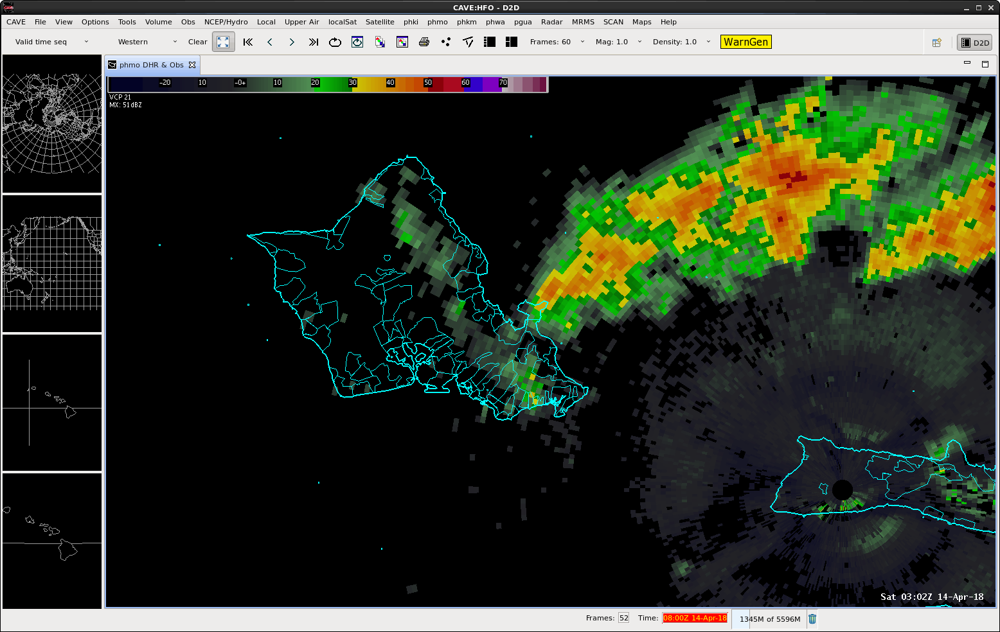 CAVE:HFO - D2D
CAVE File View Options Tools Volume Obs NCEP/Hydro Local Upper Air localSat Satellite phki phmo phkm phwa pgua Radar MRMS SCAN Maps Help
Valid time seq Western Clear Frames: 60 Mag: 1.0 Density: 1.0 WarnGen D2D
phmo DHR & Obs
-20 10 -0+ 10 20 30 40 50 60 70
VCP 21
MX: 51dBZ
Sat 03:02Z 14-Apr-18
Frames: 52 Time: 08:00Z 14-Apr-18 1345M of 5596M